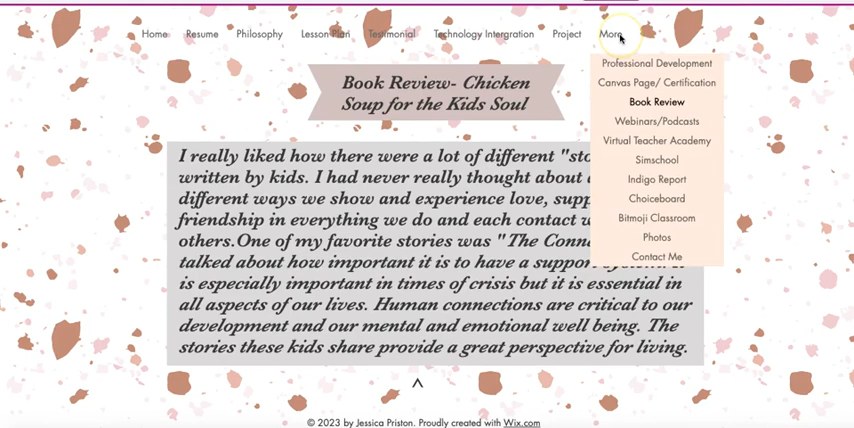 Home Resume Philosophy Lesson Plan Testimonial Technology Intergration Project More
Professional Development
Canvas Page/ Certification
Book Review
Webinars/Podcasts
Virtual Teacher Academy
Simschool
Indigo Report
Choiceboard
Bitmoji Classroom
Photos
Contact Me
Book Review- Chicken
Soup for the Kids Soul
I really liked how there were a lot of different "sto
written by kids. I had never really thought about
different ways we show and experience love, supp
friendship in everything we do and each contact w
others.One of my favorite stories was "The Conn
talked about how important it is to have a support
is especially important in times of crisis but it is essential in
all aspects of our lives. Human connections are critical to our
development and our mental and emotional well being. The
stories these kids share provide a great perspective for living.
^
© 2023 by Jessica Priston. Proudly created with Wix.com